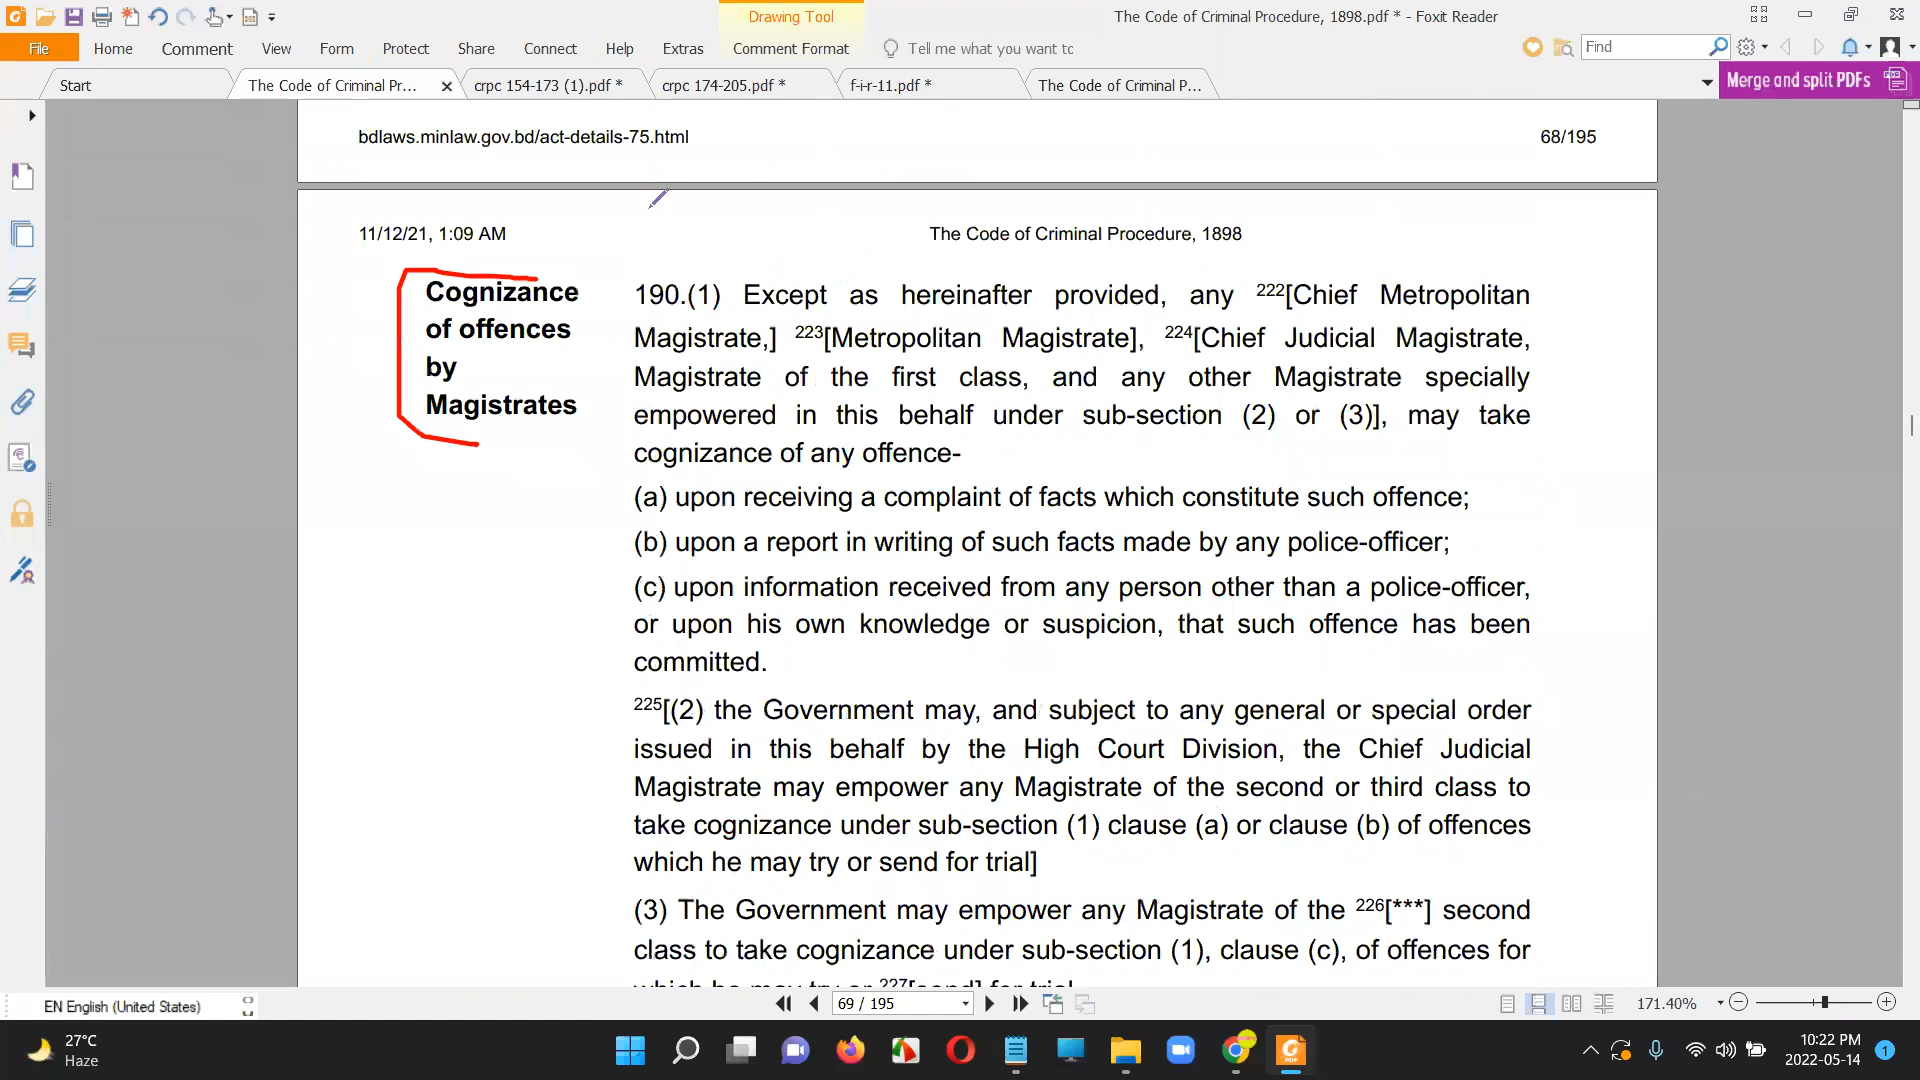 The Code of Criminal Procedure, 1898.pdf * - Foxit Reader
Drawing Tool
File Home Comment View Form Protect Share Connect Help Extras Comment Format Tell me what you want to Find
Start The Code of Criminal Pr... crpc 154-173 (1).pdf * crpc 174-205.pdf * f-i-r-11.pdf * The Code of Criminal P... Merge and split PDFs
bdlaws.minlaw.gov.bd/act-details-75.html 68/195
11/12/21, 1:09 AM The Code of Criminal Procedure, 1898
Cognizance
of offences
by
Magistrates
190.(1) Except as hereinafter provided, any 222[Chief Metropolitan
Magistrate,] 223[Metropolitan Magistrate], 224[Chief Judicial Magistrate,
Magistrate of the first class, and any other Magistrate specially
empowered in this behalf under sub-section (2) or (3)], may take
cognizance of any offence-
(a) upon receiving a complaint of facts which constitute such offence;
(b) upon a report in writing of such facts made by any police-officer;
(c) upon information received from any person other than a police-officer,
or upon his own knowledge or suspicion, that such offence has been
committed.
225[(2) the Government may, and subject to any general or special order
issued in this behalf by the High Court Division, the Chief Judicial
Magistrate may empower any Magistrate of the second or third class to
take cognizance under sub-section (1) clause (a) or clause (b) of offences
which he may try or send for trial]
(3) The Government may empower any Magistrate of the 226[***] second
class to take cognizance under sub-section (1), clause (c), of offences for
which he may try or 227[send] for trial
EN English (United States) 69 / 195 171.40%
27°C
Haze
10:22 PM
2022-05-14
1